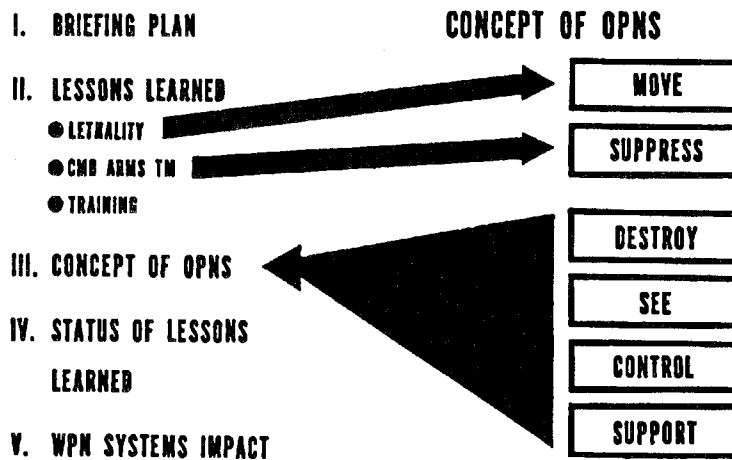 I. BRIEFING PLAN
II. LESSONS LEARNED
● LETHALITY
● CMB ARMS TM
● TRAINING
III. CONCEPT OF OPNS
IV. STATUS OF LESSONS
LEARNED
V. WPN SYSTEMS IMPACT
CONCEPT OF OPNS
MOVE
SUPPRESS
DESTROY
SEE
CONTROL
SUPPORT